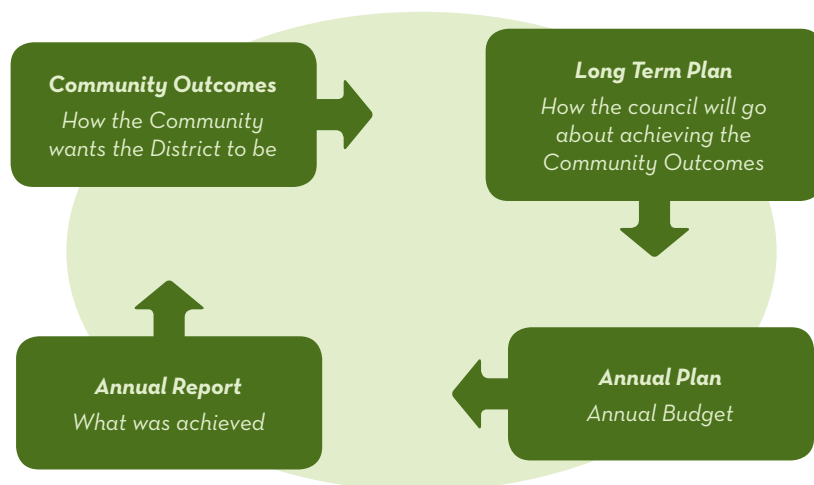 Community Outcomes
How the Community
wants the District to be
Long Term Plan
How the council will go
about achieving the
Community Outcomes
Annual Report
What was achieved
Annual Plan
Annual Budget